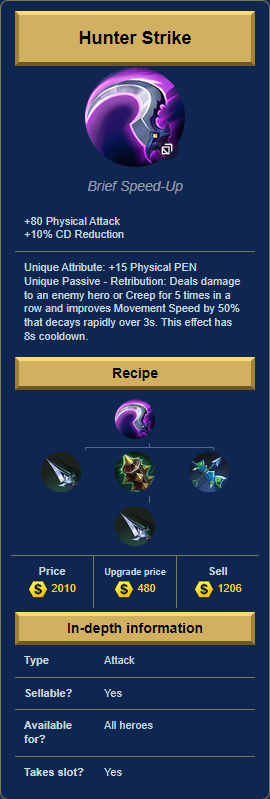 Hunter Strike
Brief Speed-Up
+80 Physical Attack
+10% CD Reduction
Unique Attribute: +15 Physical PEN
Unique Passive - Retribution: Deals damage
to an enemy hero or Creep for 5 times in a
row and improves Movement Speed by 50%
that decays rapidly over 3s. This effect has
8s cooldown.
Recipe
Price Upgrade price Sell
2010 480 1206
In-depth information
Type Attack
Sellable? Yes
Available All heroes
for?
Takes slot? Yes